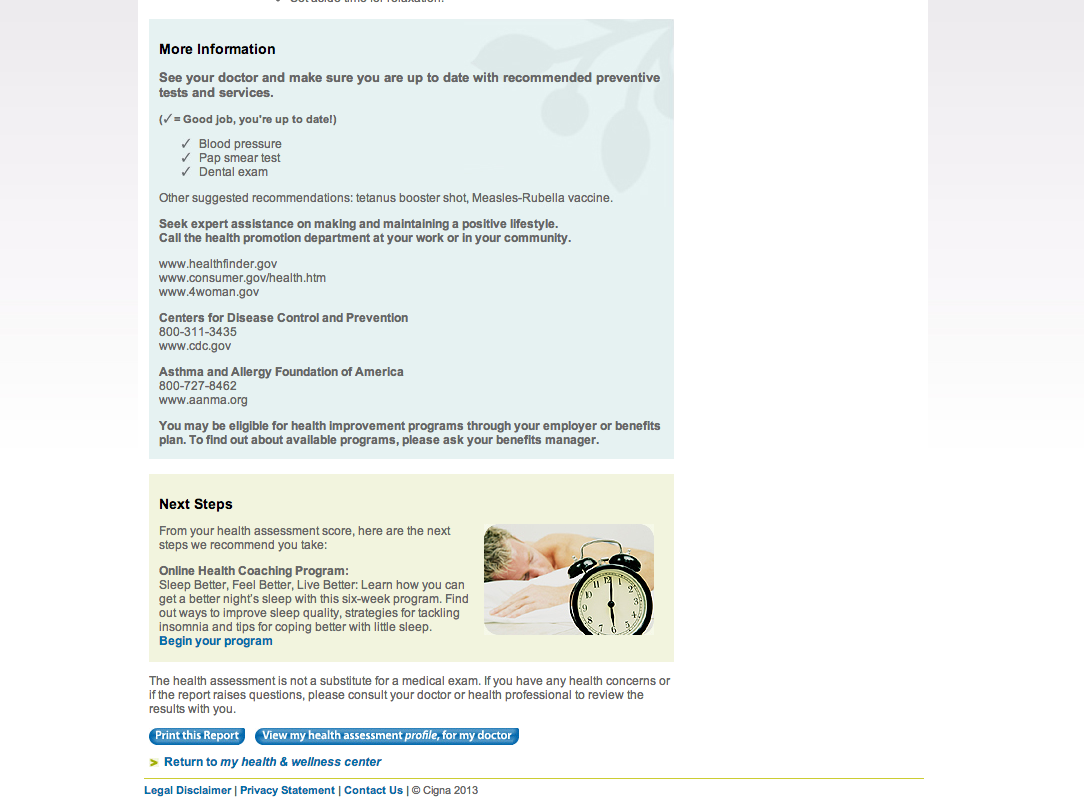 ✓ Set aside time for relaxation.
More Information
See your doctor and make sure you are up to date with recommended preventive
tests and services.
(✓= Good job, you're up to date!)
✓ Blood pressure
✓ Pap smear test
✓ Dental exam
Other suggested recommendations: tetanus booster shot, Measles-Rubella vaccine.
Seek expert assistance on making and maintaining a positive lifestyle.
Call the health promotion department at your work or in your community.
www.healthfinder.gov
www.consumer.gov/health.htm
www.4woman.gov
Centers for Disease Control and Prevention
800-311-3435
www.cdc.gov
Asthma and Allergy Foundation of America
800-727-8462
www.aanma.org
You may be eligible for health improvement programs through your employer or benefits
plan. To find out about available programs, please ask your benefits manager.
Next Steps
From your health assessment score, here are the next
steps we recommend you take:
Online Health Coaching Program:
Sleep Better, Feel Better, Live Better: Learn how you can
get a better night's sleep with this six-week program. Find
out ways to improve sleep quality, strategies for tackling
insomnia and tips for coping better with little sleep.
Begin your program
The health assessment is not a substitute for a medical exam. If you have any health concerns or
if the report raises questions, please consult your doctor or health professional to review the
results with you.
Print this Report View my health assessment profile, for my doctor
> Return to my health & wellness center
Legal Disclaimer | Privacy Statement | Contact Us | © Cigna 2013